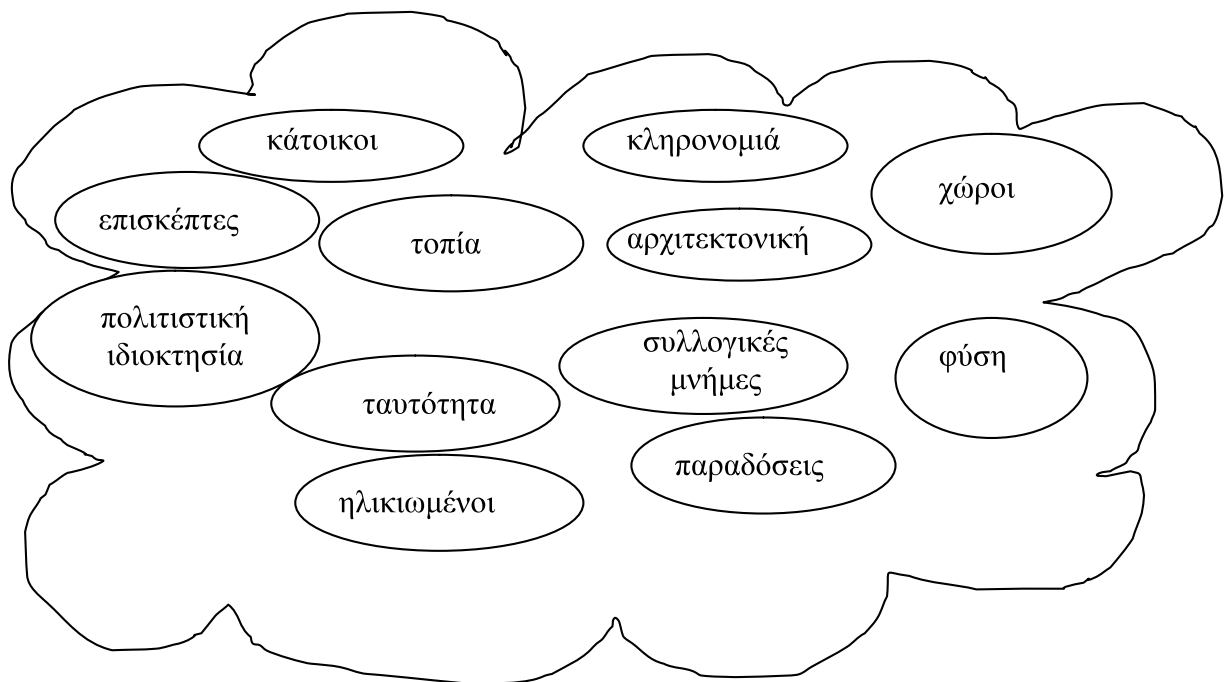 κάτοικοι
κληρονομιά
χώροι
επισκέπτες
τοπία
αρχιτεκτονική
πολιτιστική
ιδιοκτησία
συλλογικές
μνήμες
φύση
ταυτότητα
παραδόσεις
ηλικιωμένοι